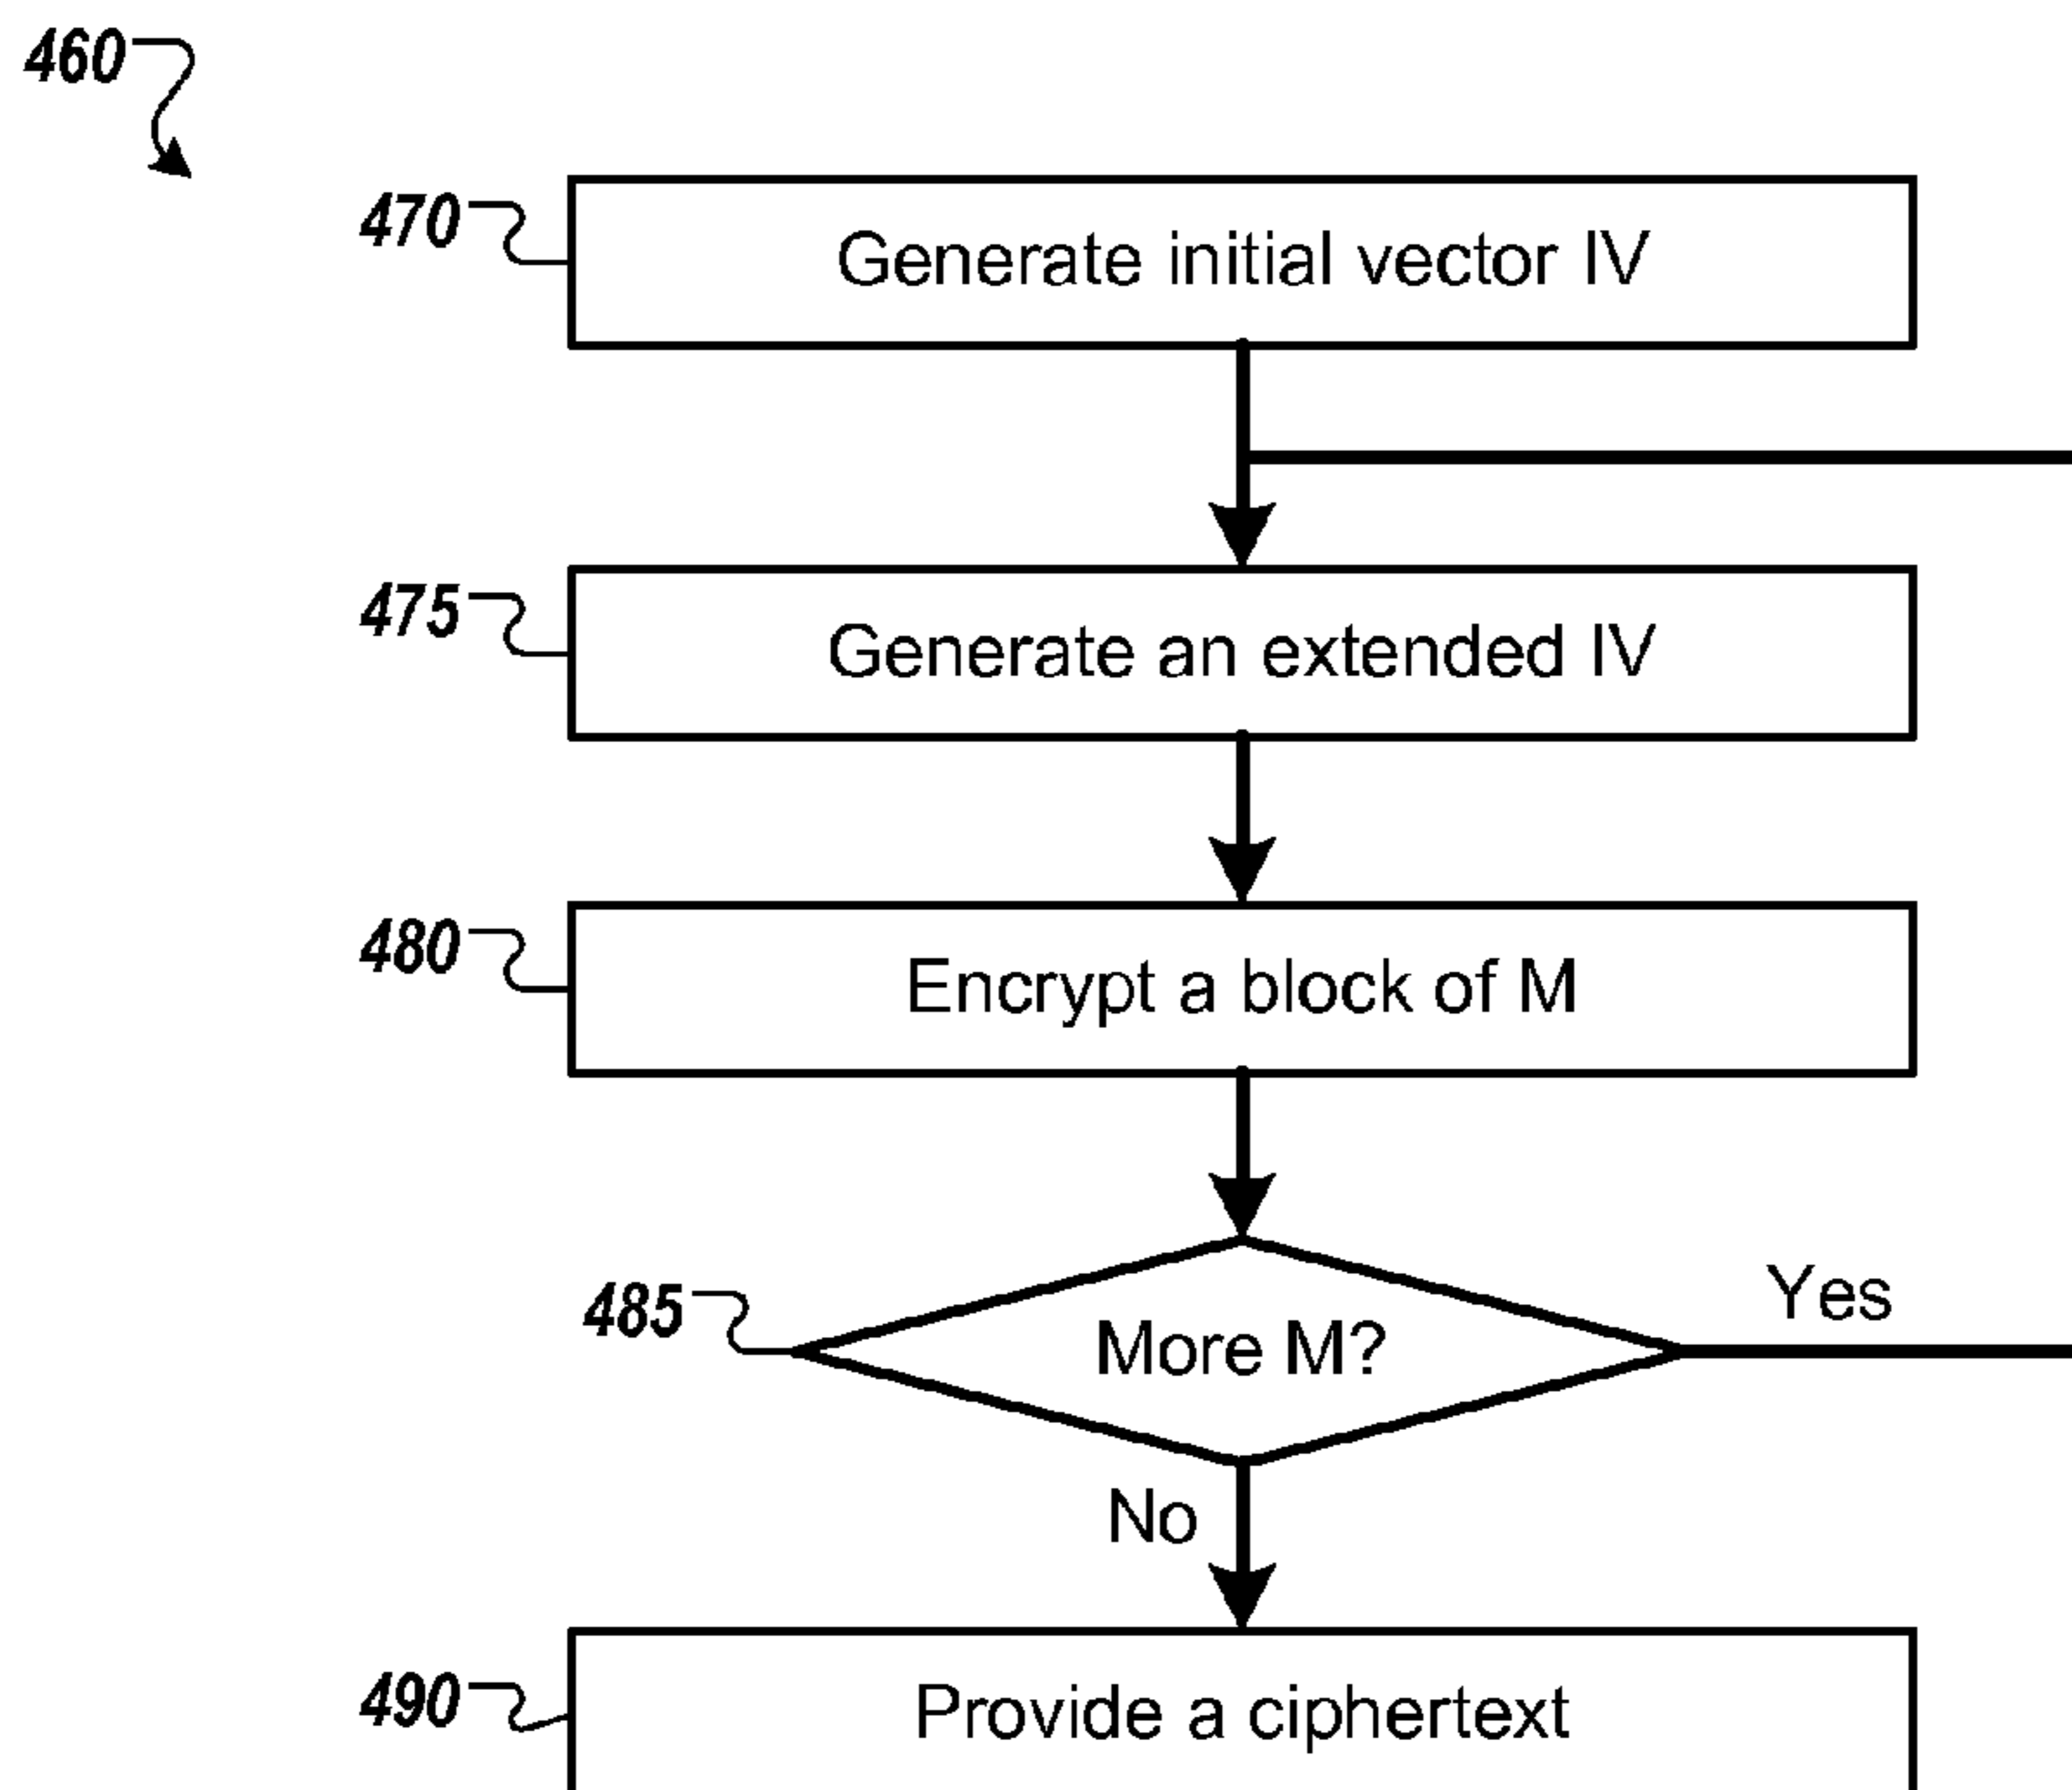 460
470
Generate initial vector IV
475
Generate an extended IV
480
Encrypt a block of M
485
More M?
Yes
No
490
Provide a ciphertext